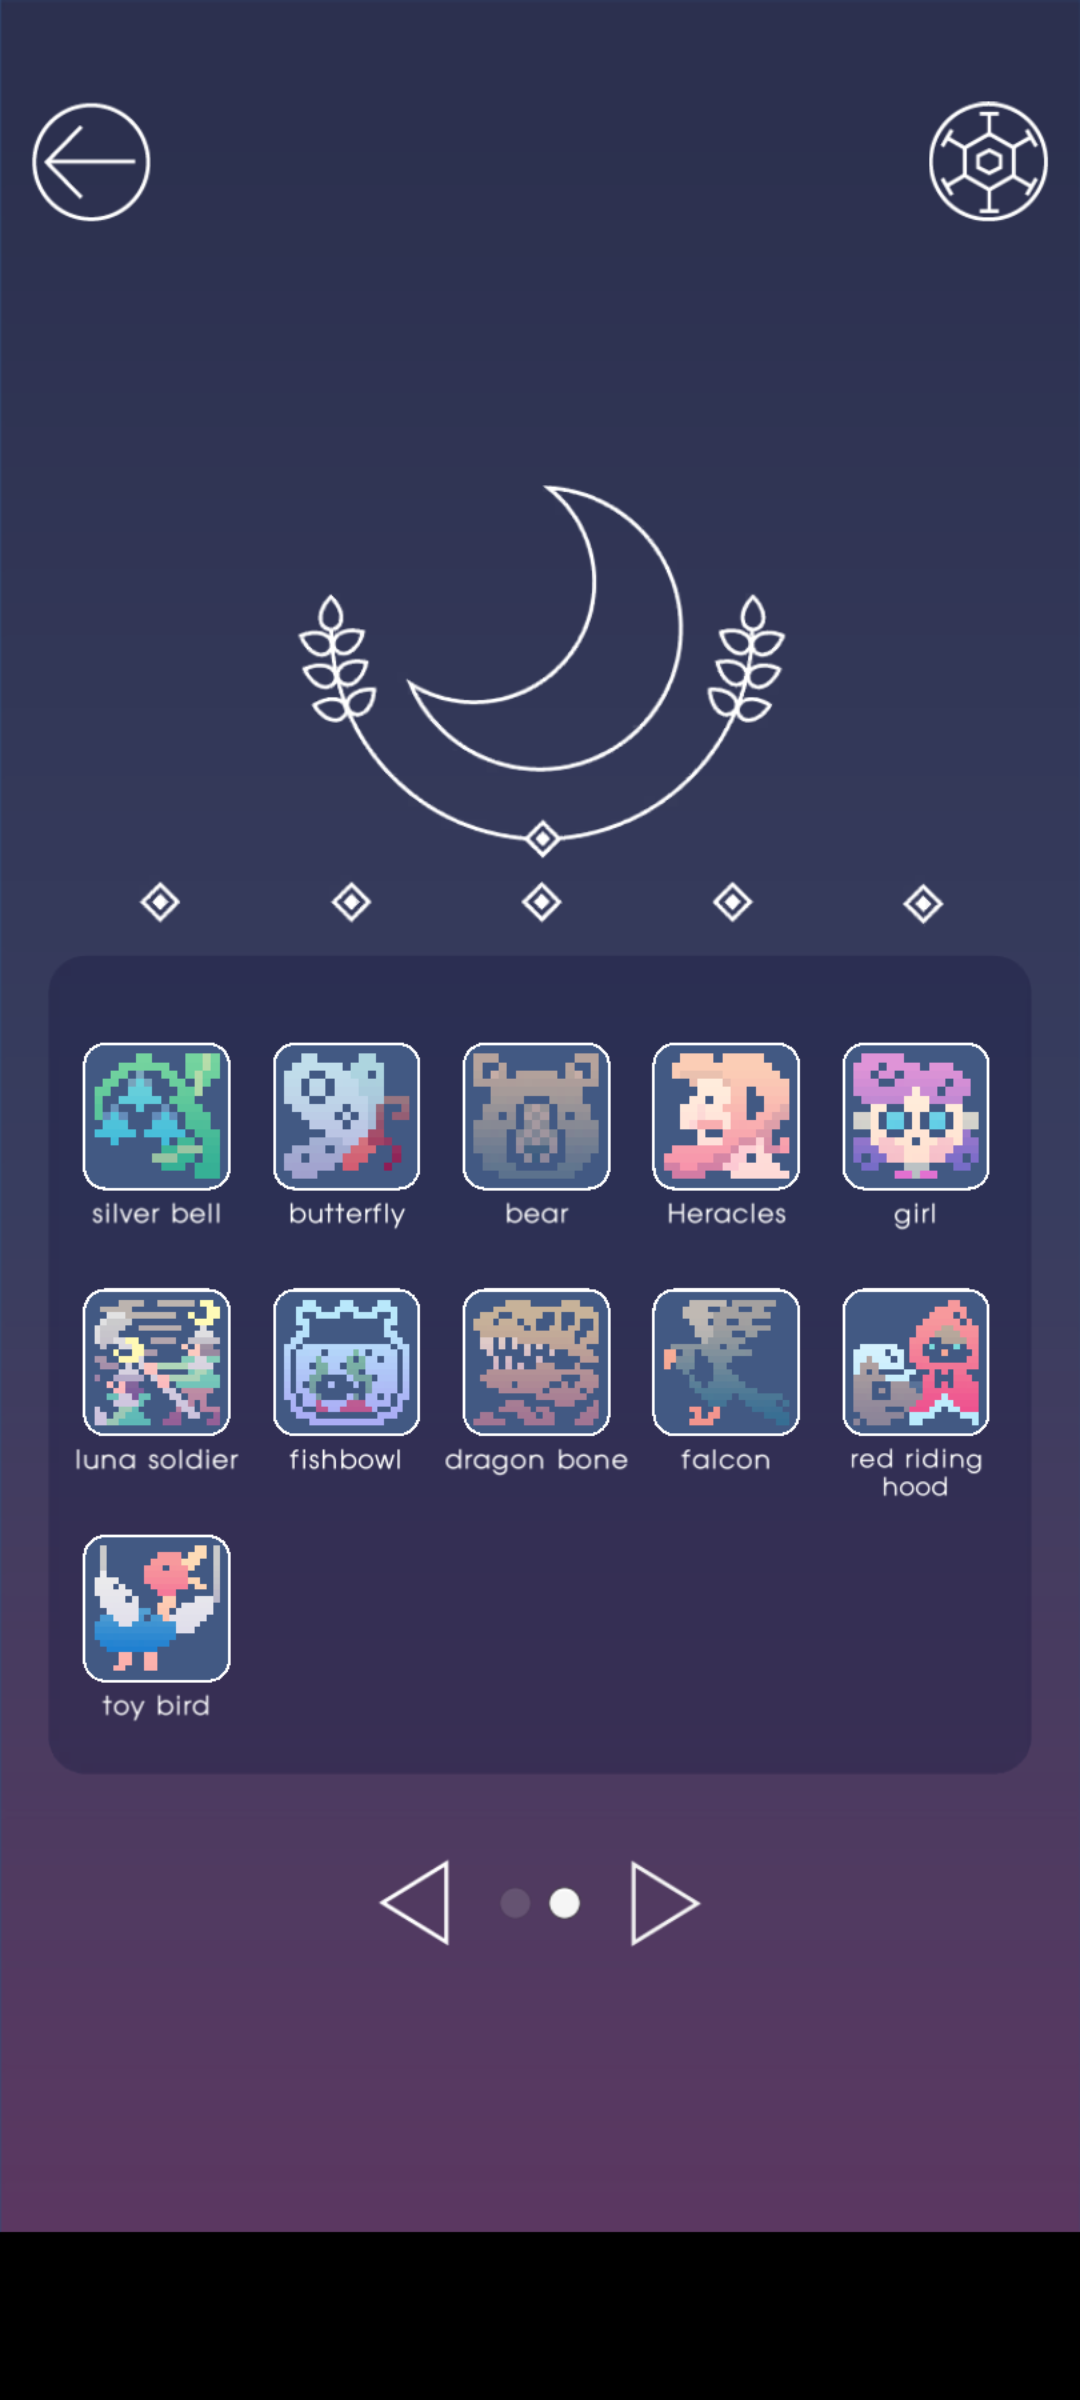 silver bell
butterfly
bear
Heracles
girl
luna soldier
fishbowl
dragon bone
falcon
red riding
hood
toy bird